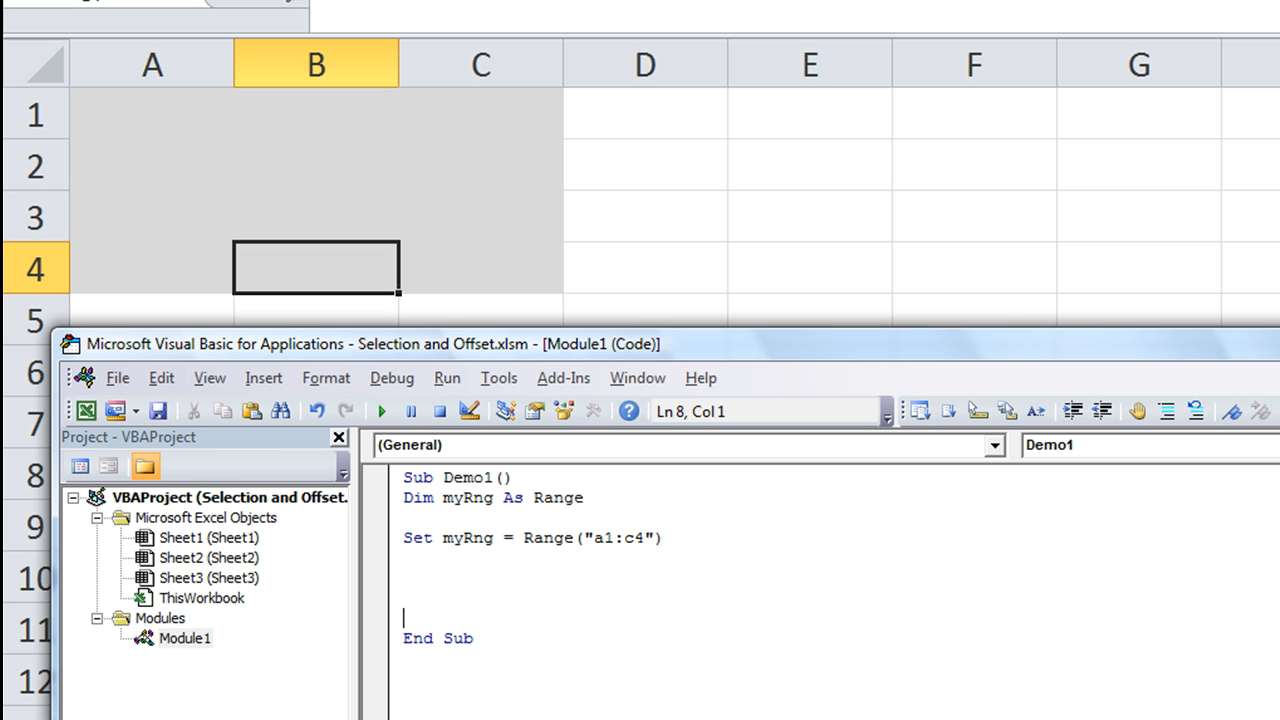 A B C D E F G
1
2
3
4
5
Microsoft Visual Basic for Applications - Selection and Offset.xlsm - [Module1 (Code)]
6
File Edit View Insert Format Debug Run Tools Add-Ins Window Help
7
Ln 8, Col 1
Project - VBAProject
(General) Demo1
8
Sub Demo1()
VBAProject (Selection and Offset.
Dim myRng As Range
Microsoft Excel Objects
9
Sheet1 (Sheet1)
Set myRng = Range("a1:c4")
Sheet2 (Sheet2)
10
Sheet3 (Sheet3)
ThisWorkbook
Modules
11
Module1
End Sub
12